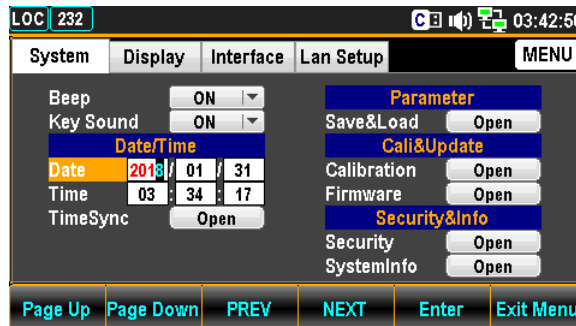 LOC 232 C 03:42:50
System Display Interface Lan Setup MENU
Beep ON
Key Sound ON
Date/Time
Date 2018 / 01 / 31
Time 03 : 34 : 17
TimeSync Open
Parameter
Save&Load Open
Cali&Update
Calibration Open
Firmware Open
Security&Info
Security Open
SystemInfo Open
Page Up Page Down PREV NEXT Enter Exit Menu